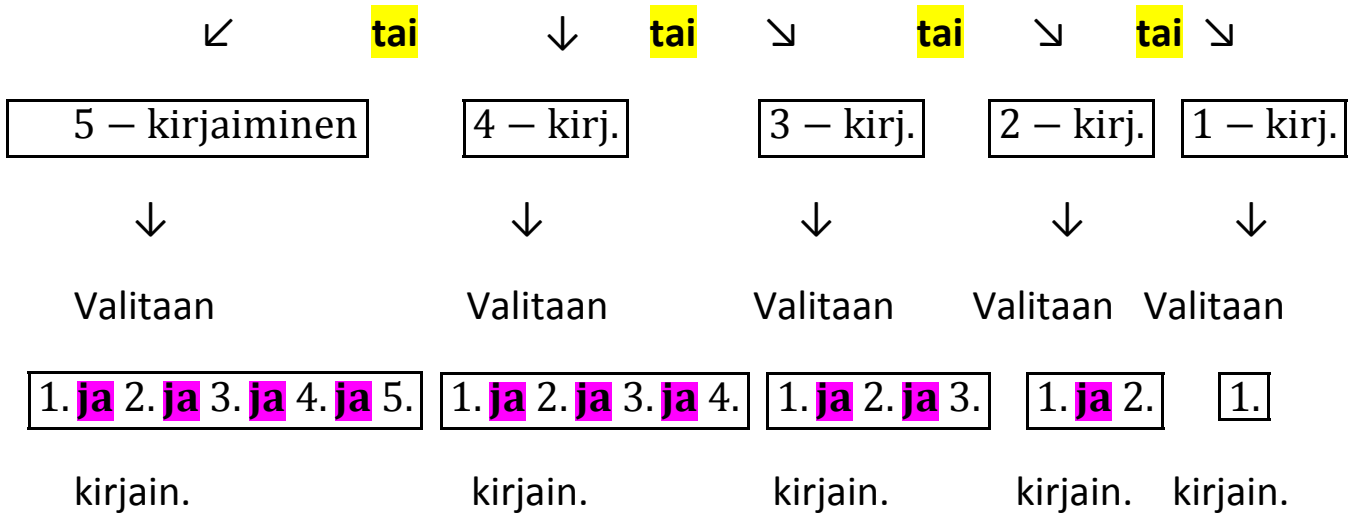 ↙ tai ↓ tai ↘ tai ↘ tai ↘
5 − kirjaiminen 4 − kirj. 3 − kirj. 2 − kirj. 1 − kirj.
↓ ↓ ↓ ↓ ↓
Valitaan Valitaan Valitaan Valitaan Valitaan
1. ja 2. ja 3. ja 4. ja 5. 1. ja 2. ja 3. ja 4. 1. ja 2. ja 3. 1. ja 2. 1.
kirjain. kirjain. kirjain. kirjain. kirjain.